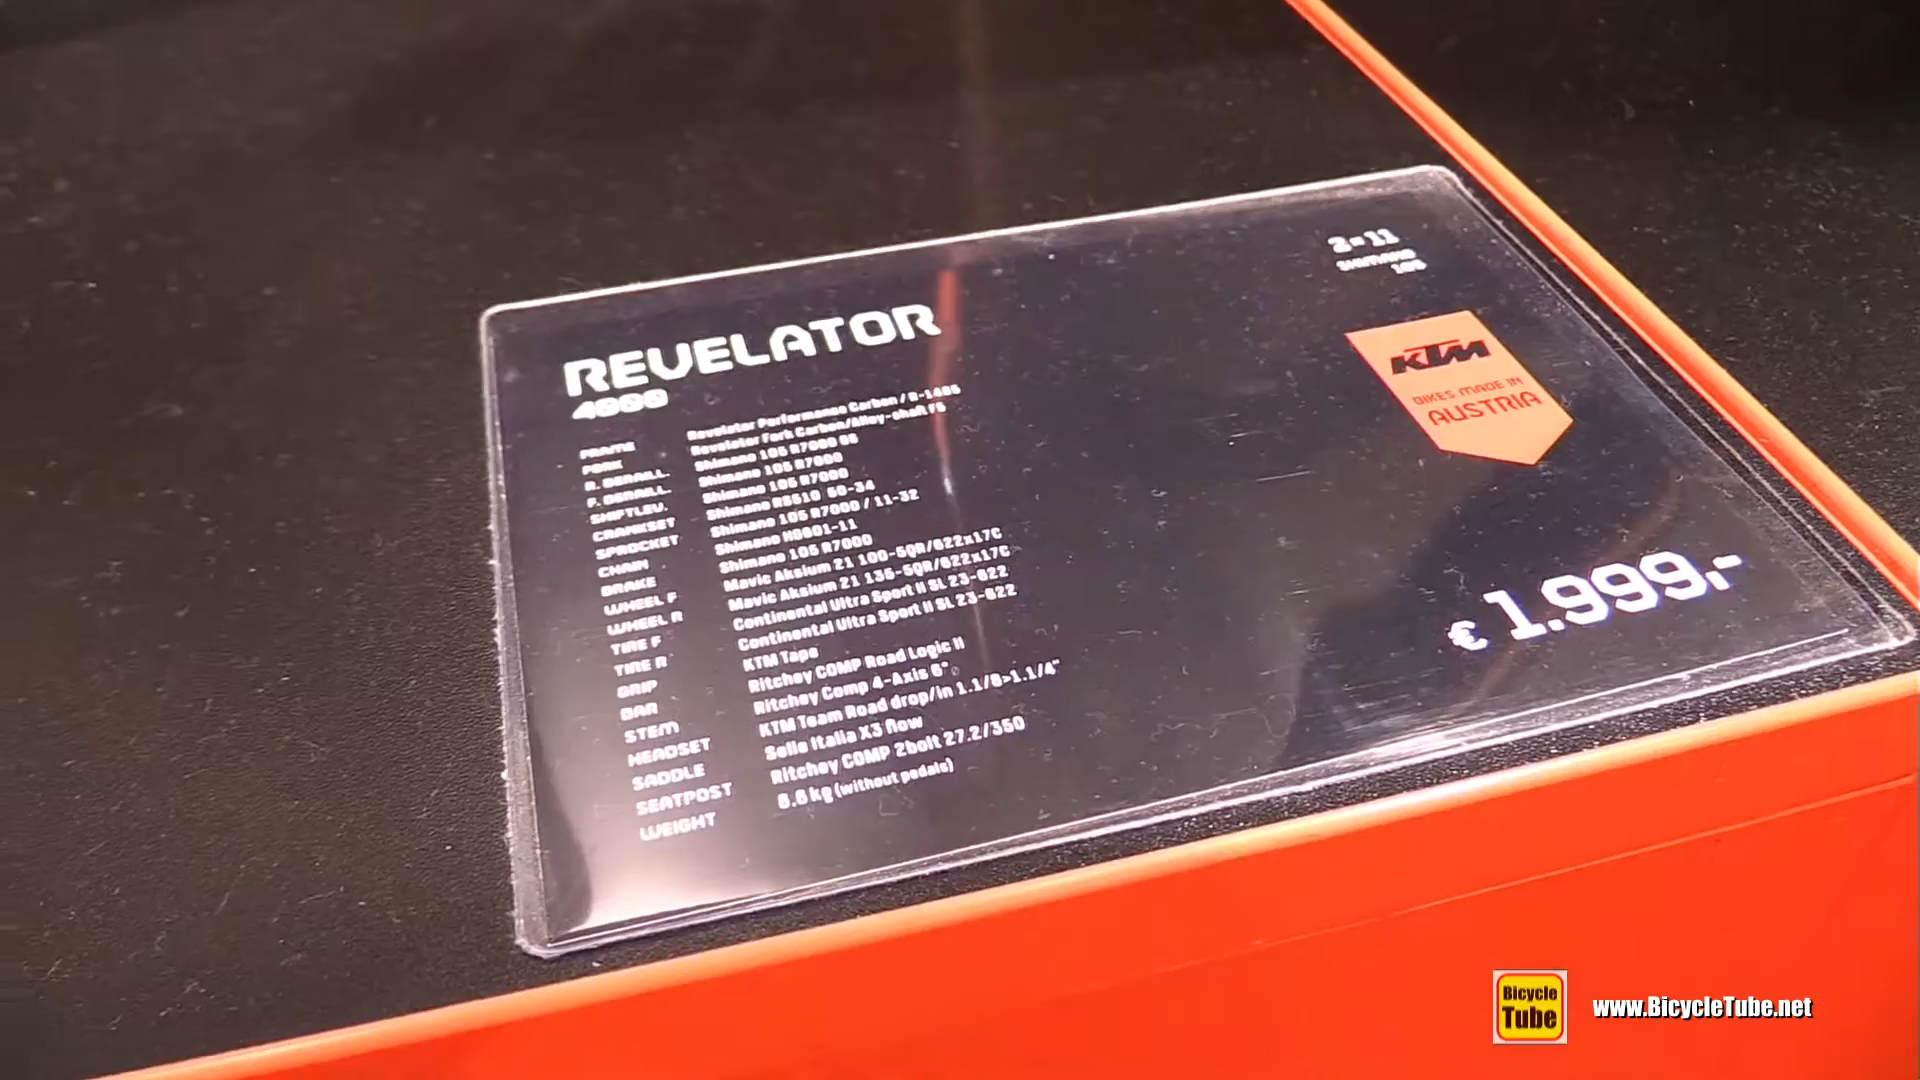 2×11
SHIMANO
105
REVELATOR
4000
KTM
BIKES MADE IN
AUSTRIA
FRAME Revelator Performance Carbon /
FORK Revelator Fork Carbon/Alloy-shaft
R. DERAILL. Shimano 105 R7000
F. DERAILL. Shimano 105 R7000
SHIFTLEV. Shimano 105 R7000
CRANKSET Shimano RS510 50-34
SPROCKET Shimano 105 R7000 / 11-32
CHAIN Shimano HG601-11
BRAKE Shimano 105 R7000
WHEEL F Mavic Aksium 21 100-5QR/622x17C
WHEEL R Mavic Aksium 21 135-5QR/622x17C
TIRE F Continental Ultra Sport II SL 23-622
TIRE R Continental Ultra Sport II SL 23-622
GRIP KTM Tape
BAR Ritchey COMP Road Logic II
STEM Ritchey Comp 4-Axis 6°
HEADSET KTM Team Road drop/in 1.1/8>1.1/4"
SADDLE Selle Italia X3 flow
SEATPOST Ritchey COMP 2bolt 27.2/350
WEIGHT kg (without pedals)
€ 1.999,-
Bicycle
Tube
www.BicycleTube.net